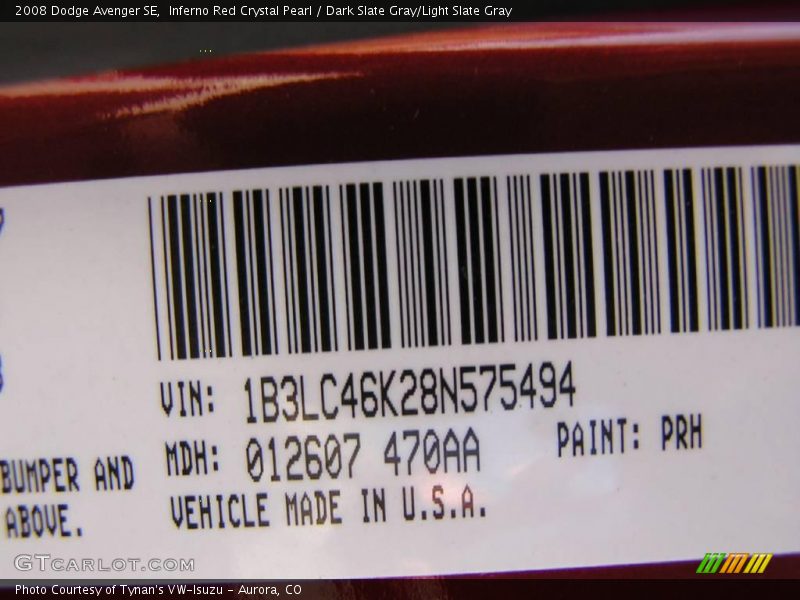 2008 Dodge Avenger SE,  Inferno Red Crystal Pearl / Dark Slate Gray/Light Slate Gray
VIN: 1B3LC46K28N575494
MDH: 012607 470AA PAINT: PRH
BUMPER AND
VEHICLE MADE IN U.S.A.
ABOVE.
GTcarlot.com
Photo Courtesy of Tynan's VW-Isuzu - Aurora, CO